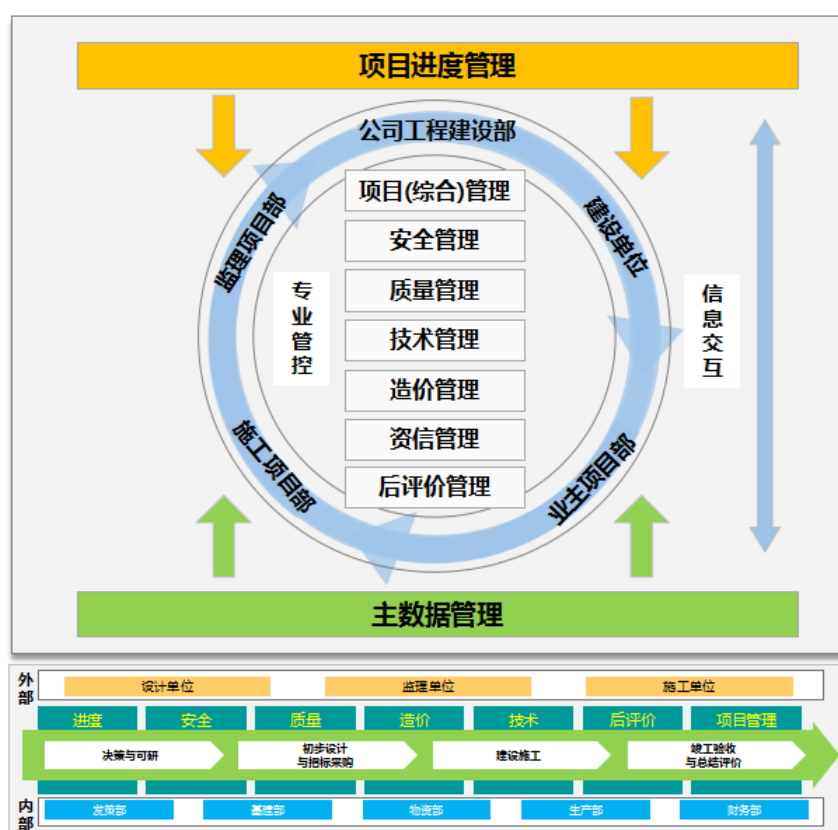 项目进度管理
公司工程建设部
监理项目部
建设单位
项目(综合)管理
安全管理
质量管理
技术管理
造价管理
资信管理
后评价管理
专业管控
信息交互
施工项目部
业主项目部
主数据管理
外部
设计单位
监理单位
施工单位
进度
安全
质量
造价
技术
后评价
项目管理
决策与可研
初步设计
与招标采购
建设施工
竣工验收
与总结评价
内部
发策部
基建部
物资部
生产部
财务部